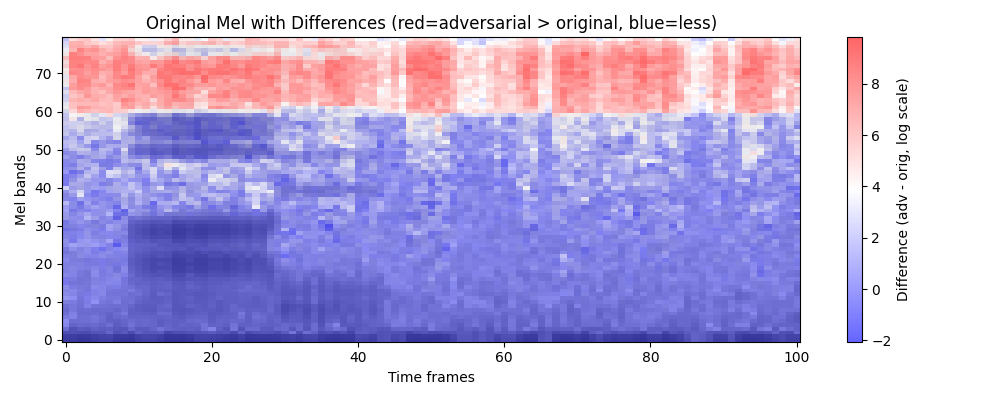 Original Mel with Differences (red=adversarial > original, blue=less)
70
60
50
40
30
20
10
0
Mel bands
0 20 40 60 80 100
Time frames
8
6
4
2
0
−2
Difference (adv - orig, log scale)